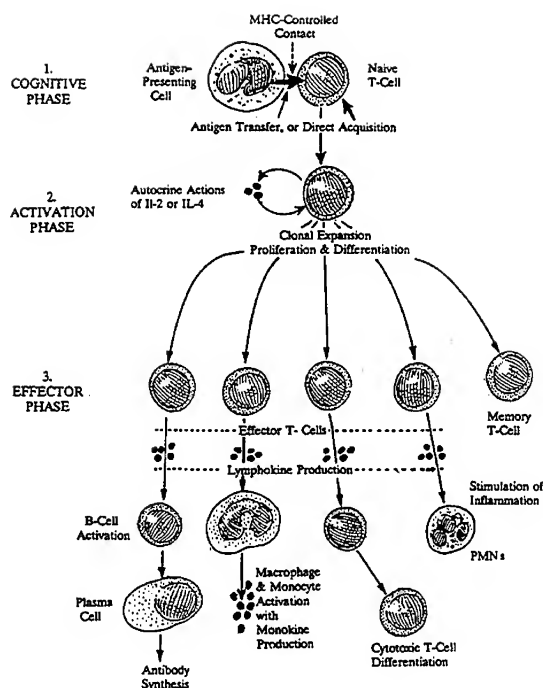 MHC-Controlled
Contact
1.
COGNITIVE
PHASE
Antigen-
Presenting
Cell
Naive
T-Cell
Antigen Transfer, or Direct Acquisition
2.
ACTIVATION
PHASE
Autocrine Actions
of Il-2 or IL-4
Clonal Expansion
Proliferation & Differentiation
3.
EFFECTOR
PHASE
Memory
T-Cell
Effector T- Cells
Lymphokine Production
Stimulation of
Inflammation
B-Cell
Activation
PMNs
Plasma
Cell
Macrophage
& Monocyte
Activation
with
Monokine
Production
Cytotoxic T-Cell
Differentiation
Antibody
Synthesis